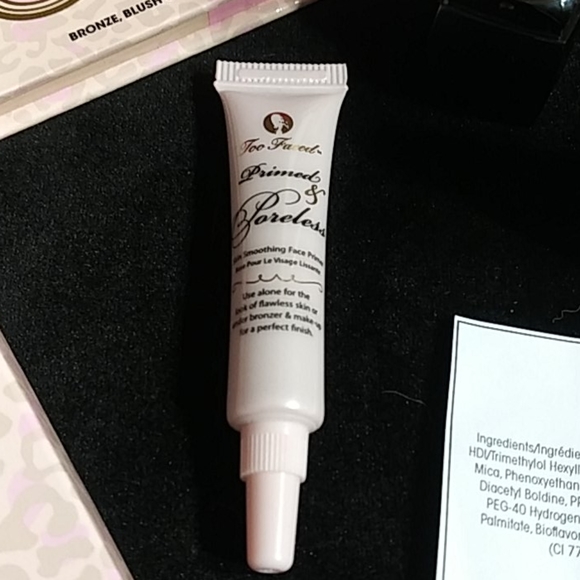 BRONZE, BLUSH
Too Faced
Primed
&
Poreless
Skin Smoothing Face Primer
Base Pour Le Visage Lissante
Use alone for the
look of flawless skin or
under bronzer & make-up
for a perfect finish.
Ingredients/Ingrédie
HDI/Trimethylol Hexyll
Mica, Phenoxyethan
Diacetyl Boldine, PP
PEG-40 Hydrogen
Palmitate, Bioflavon
(CI 77